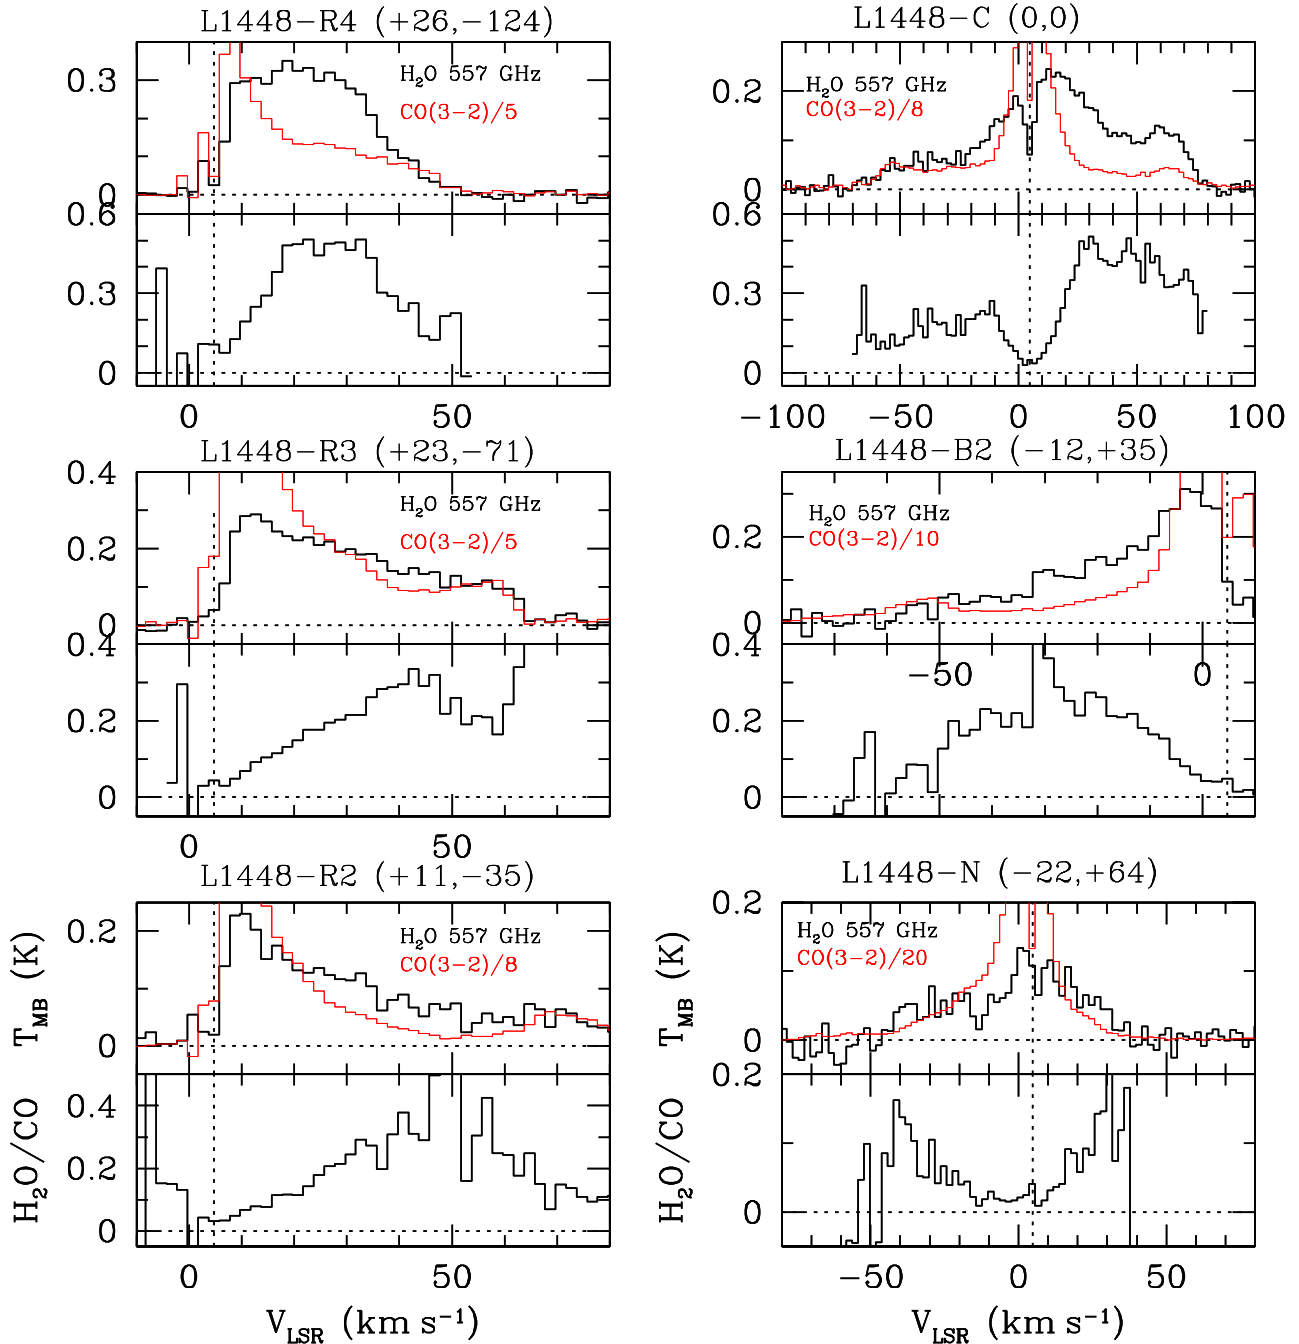 L1448−R4 (+26,−124)
H₂O 557 GHz
CO(3−2)/5
0.3
0
0.6
0.3
0
0 50
L1448−C (0,0)
H₂O 557 GHz
CO(3−2)/8
0.2
0
0.6
0.3
0
−100 −50 0 50 100
L1448−R3 (+23,−71)
H₂O 557 GHz
CO(3−2)/5
0.4
0.2
0
0.4
0.2
0
0 50
L1448−B2 (−12,+35)
H₂O 557 GHz
CO(3−2)/10
0.2
0
0.4
−50 0
0.2
0
L1448−R2 (+11,−35)
H₂O 557 GHz
CO(3−2)/8
T_MB (K)
0.2
0
H₂O/CO
0.4
0.2
0
0 50
V_LSR (km s⁻¹)
L1448−N (−22,+64)
H₂O 557 GHz
CO(3−2)/20
T_MB (K)
0.2
0
H₂O/CO
0.2
0
−50 0 50
V_LSR (km s⁻¹)